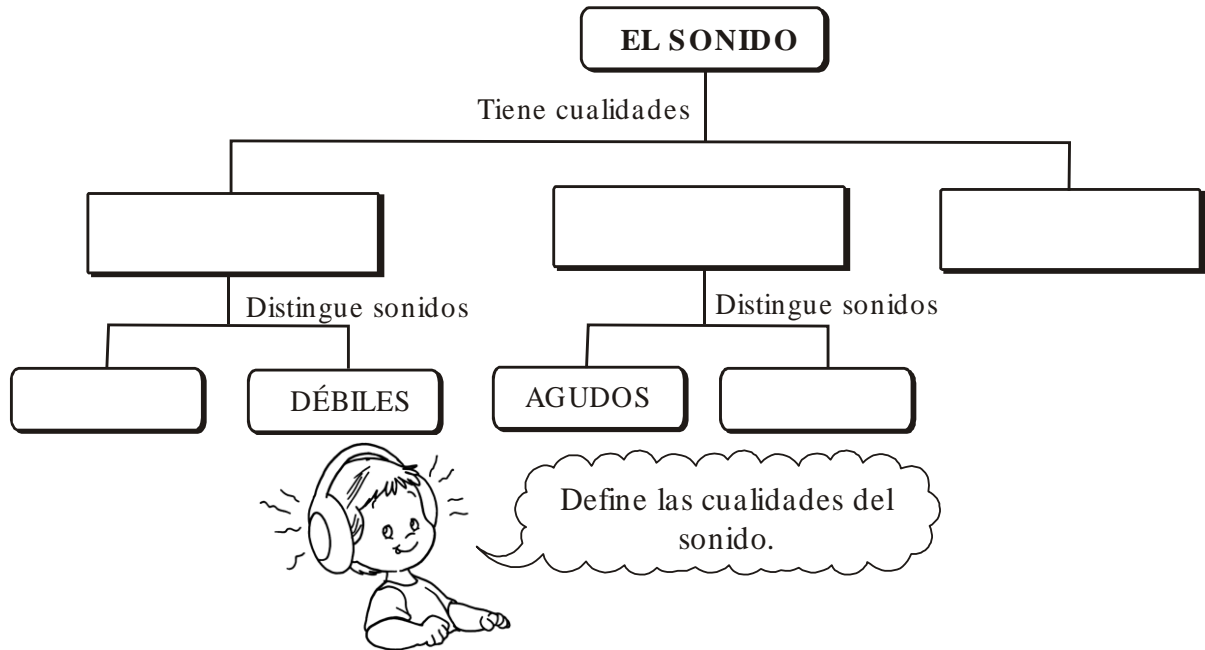 EL SONIDO
Tiene cualidades
Distingue sonidos
Distingue sonidos
DÉBILES
AGUDOS
Define las cualidades del
sonido.